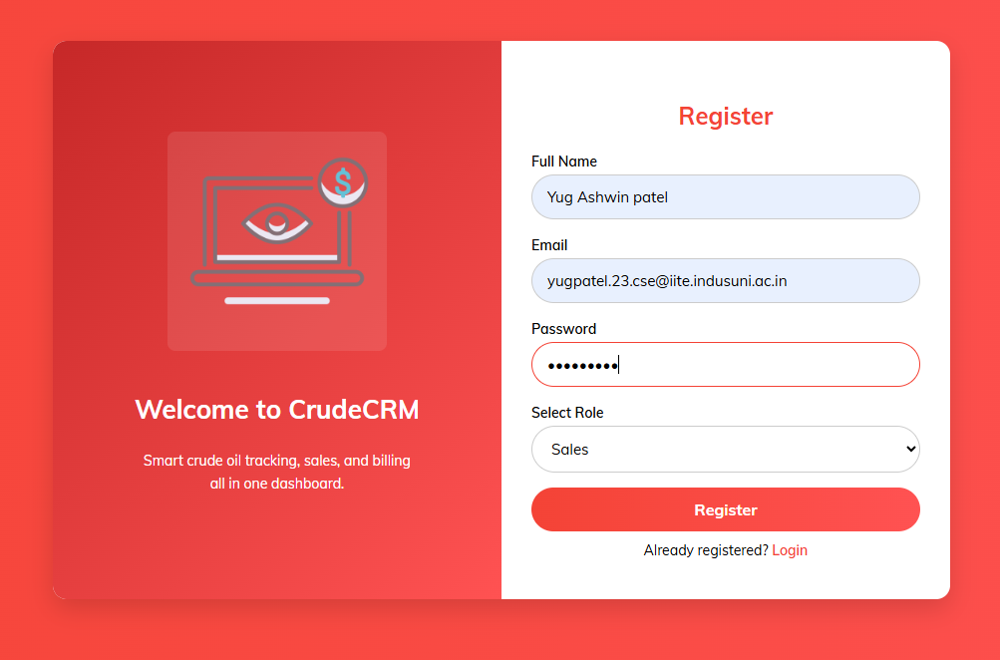 $
Welcome to CrudeCRM
Smart crude oil tracking, sales, and billing
all in one dashboard.
Register
Full Name
Yug Ashwin patel
Email
yugpatel.23.cse@iite.indusuni.ac.in
Password
•••••••••
Select Role
Sales
Register
Already registered? Login